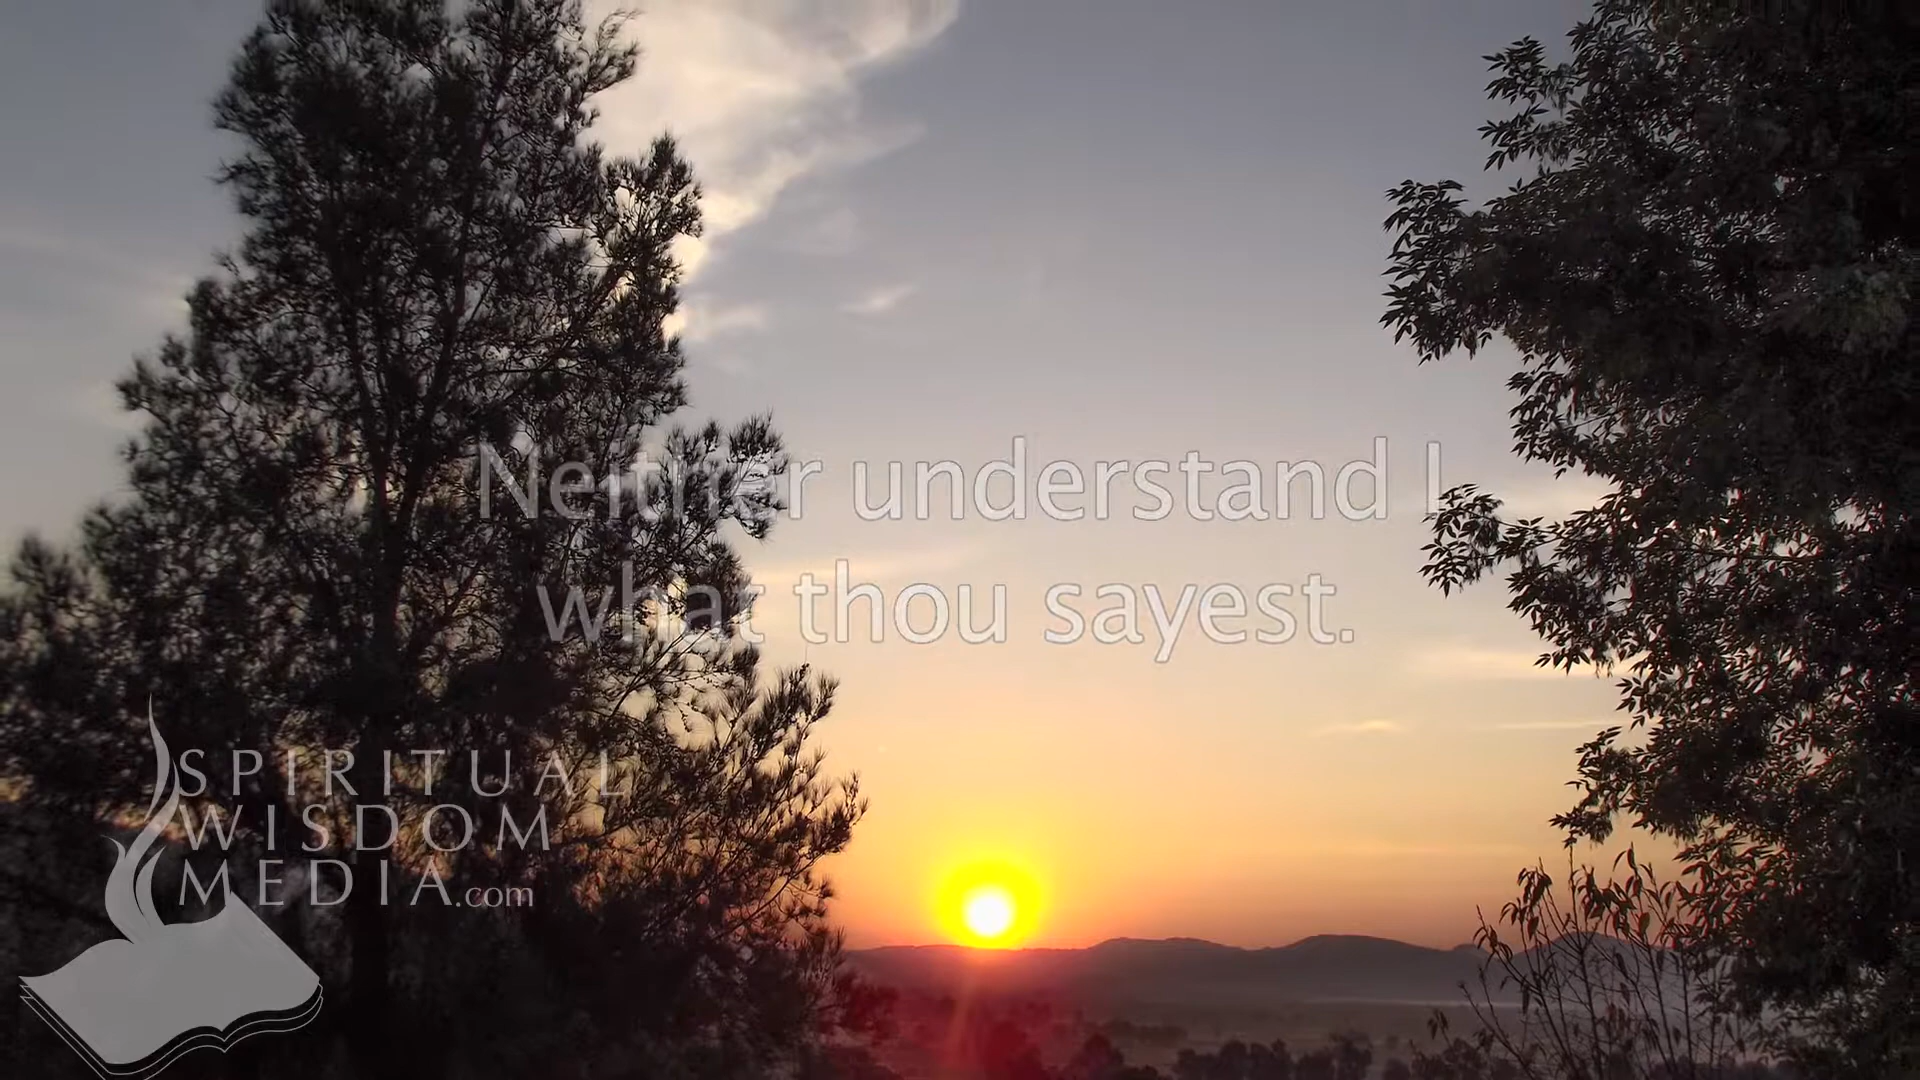 Neither understand I
what thou sayest.
SPIRITUAL
WISDOM
MEDIA.com